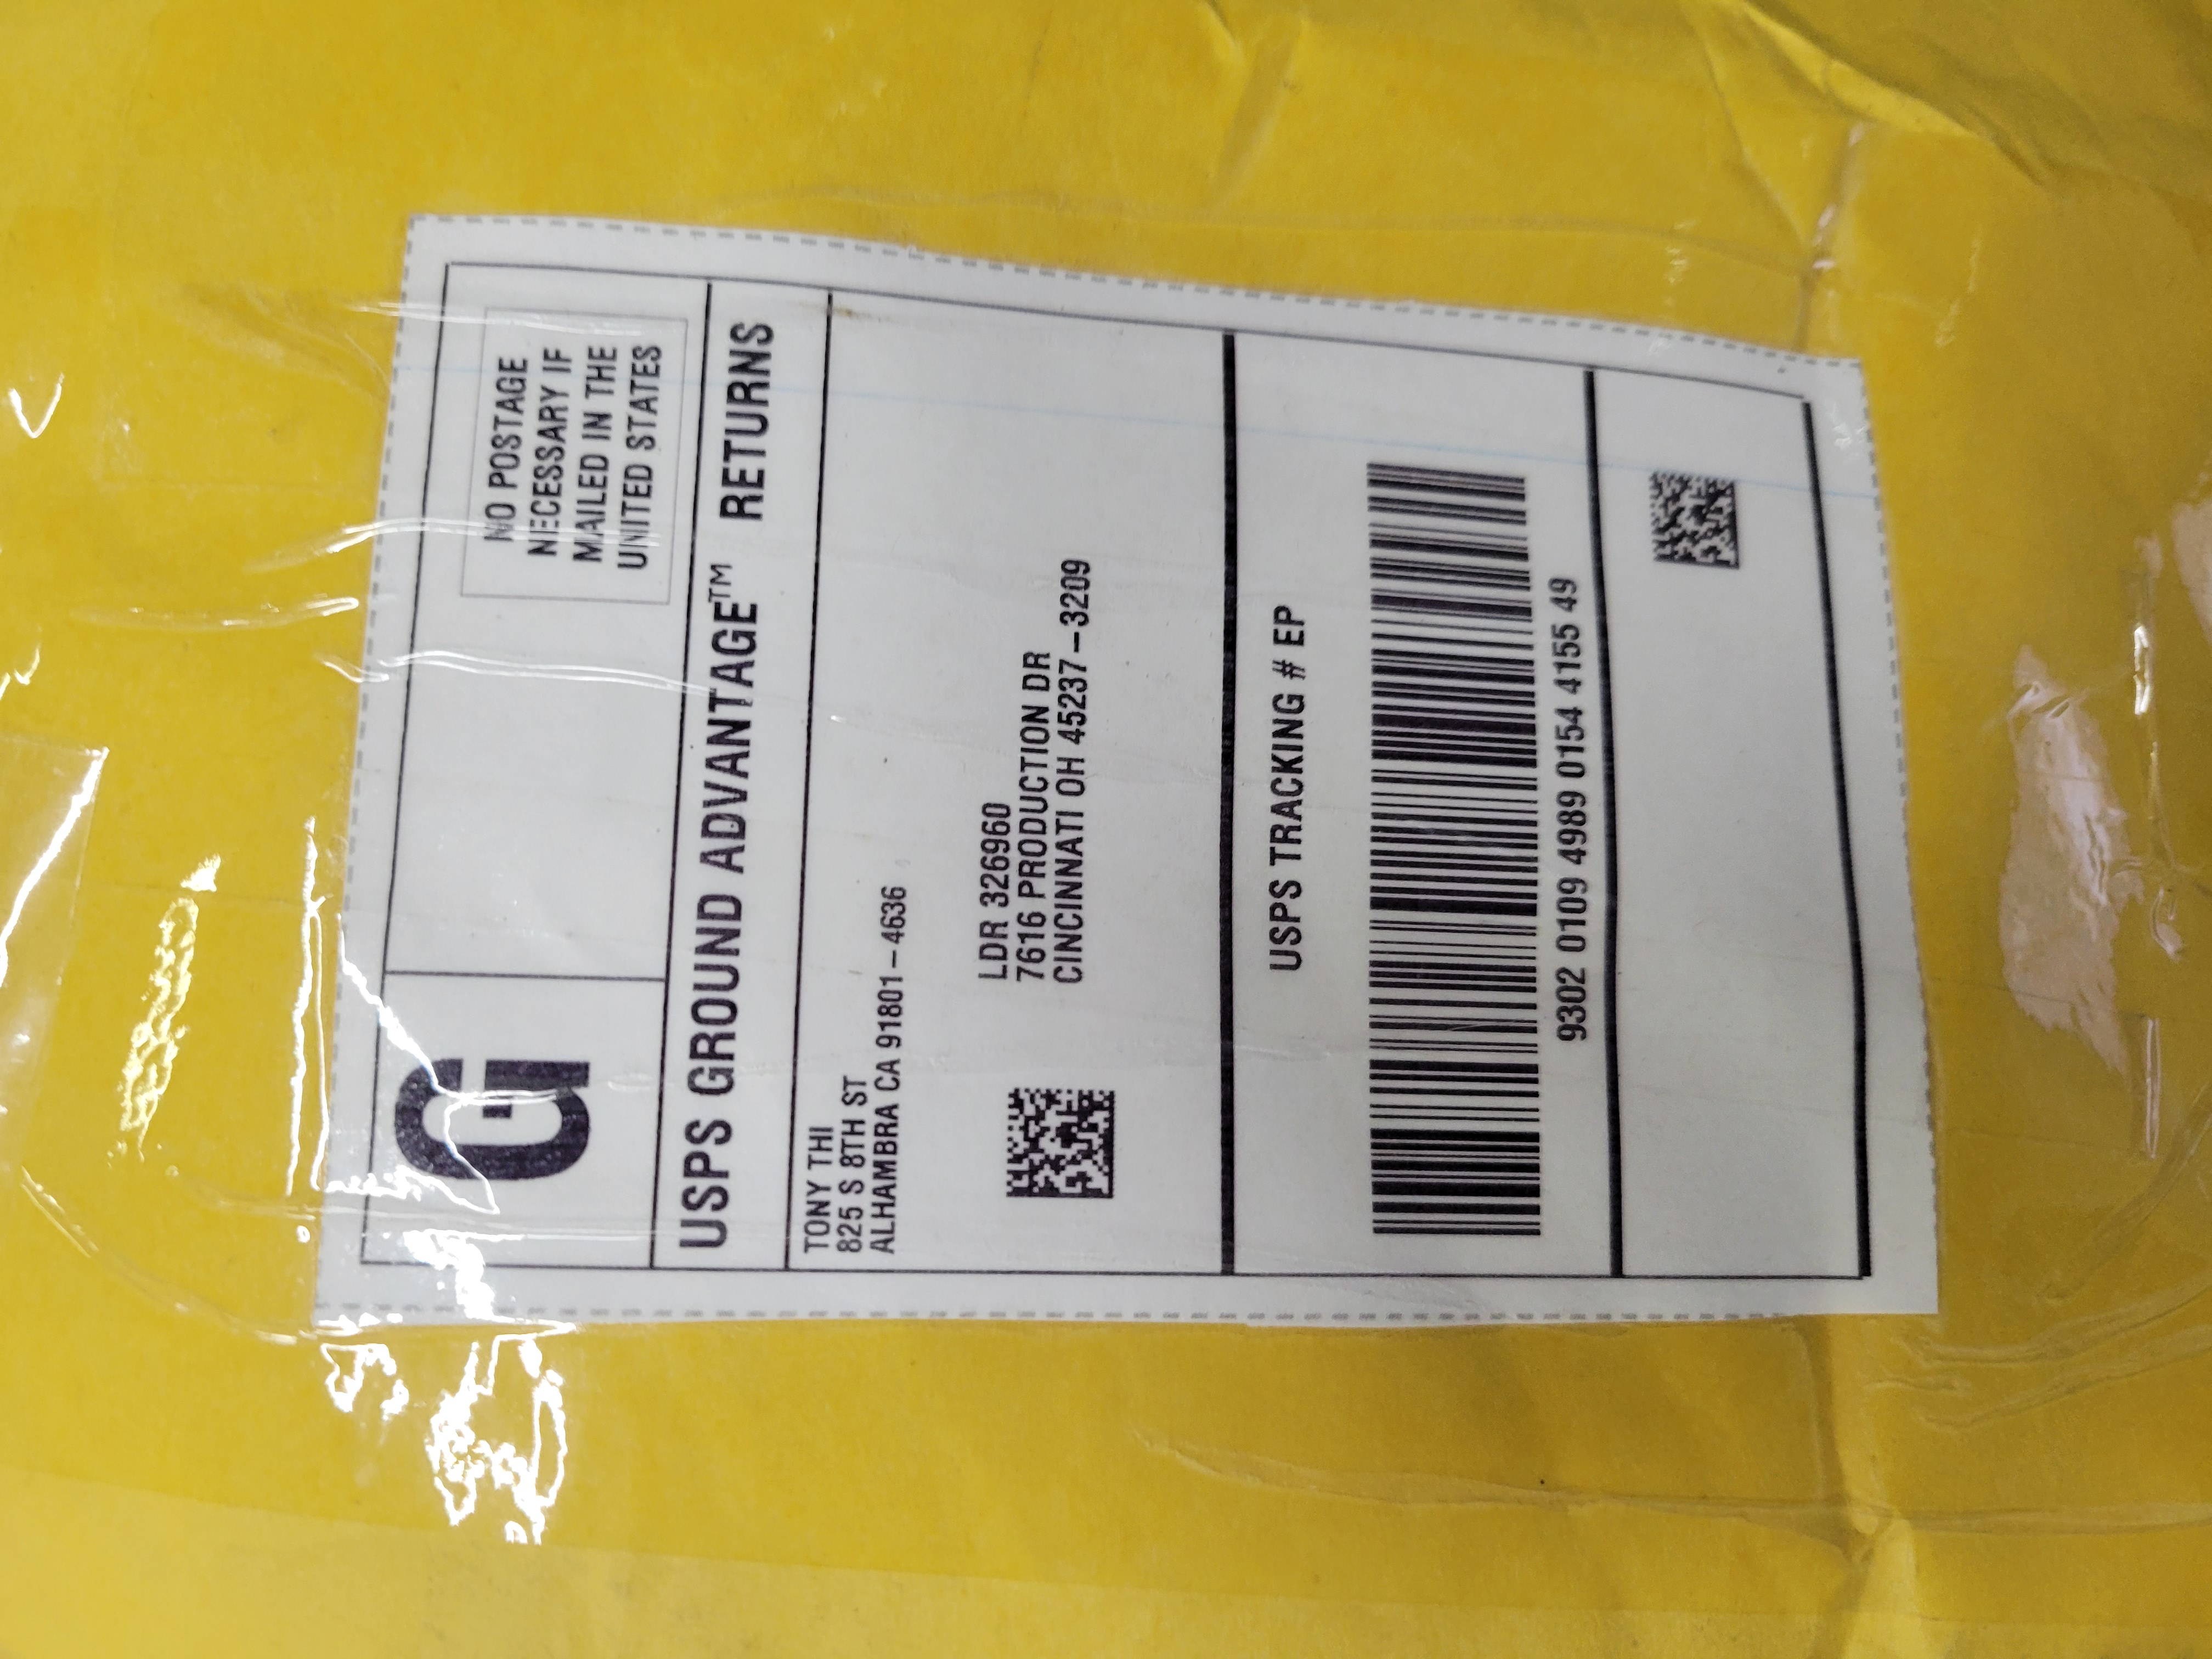 G
NO POSTAGE
NECESSARY IF
MAILED IN THE
UNITED STATES
USPS GROUND ADVANTAGE™ RETURNS
TONY THI
825 S 8TH ST
ALHAMBRA CA 91801-4636
LDR 326960
7616 PRODUCTION DR
CINCINNATI OH 45237-3209
USPS TRACKING # EP
9302 0109 4989 0154 4155 49